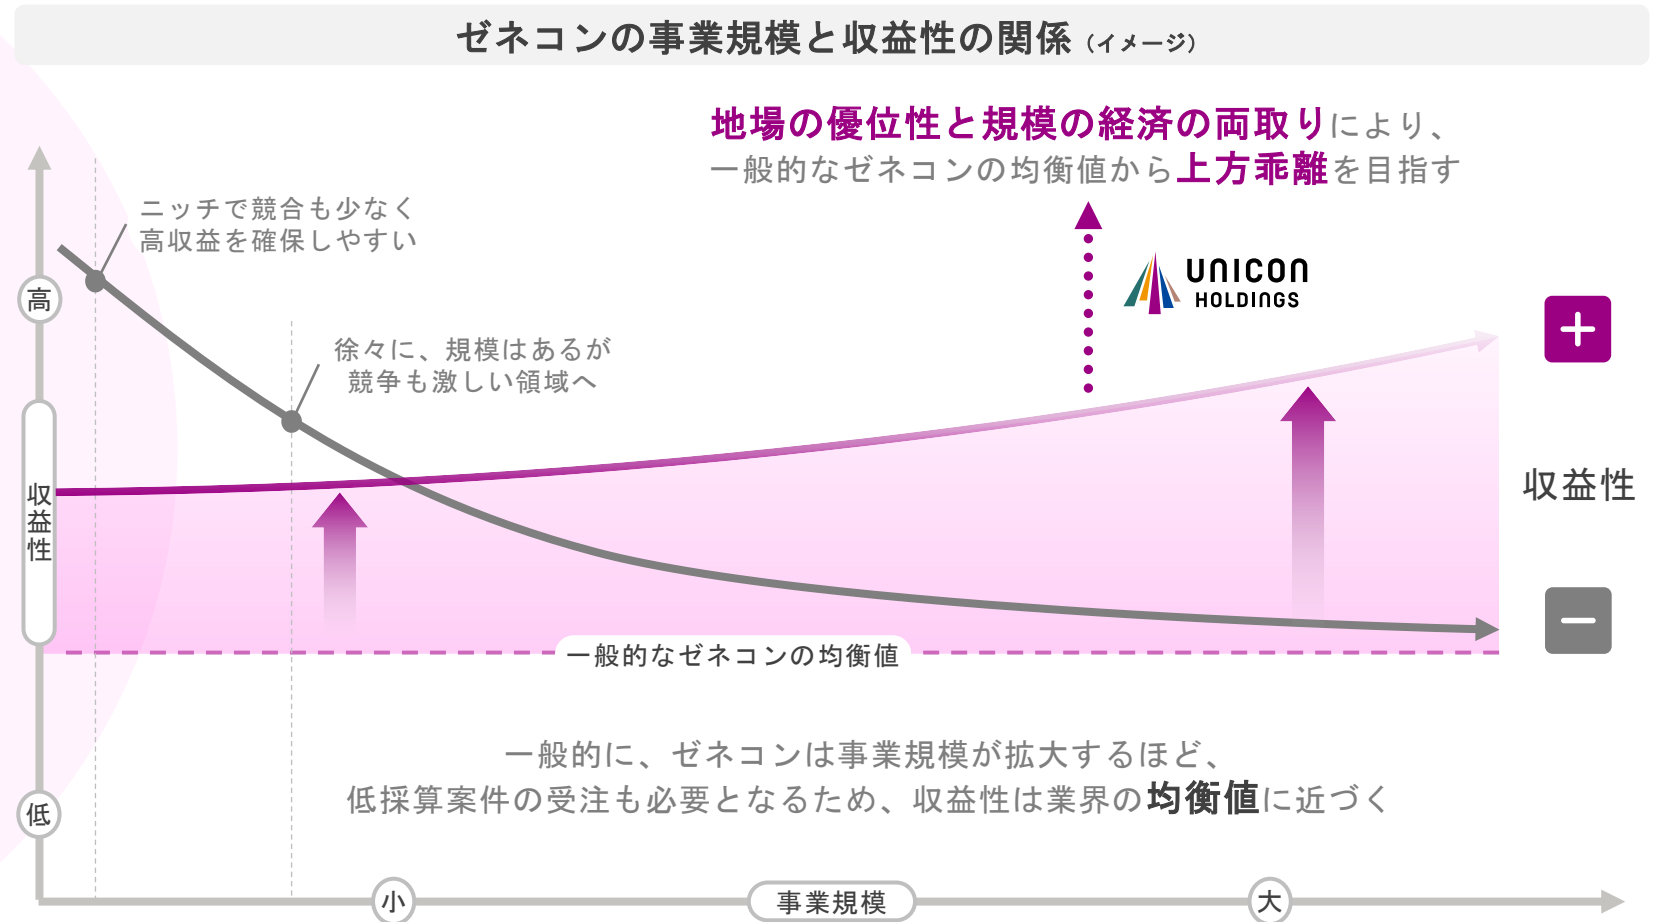 ゼネコンの事業規模と収益性の関係（イメージ）
地場の優位性と規模の経済の両取りにより、
一般的なゼネコンの均衡値から上方乖離を目指す
ニッチで競合も少なく
高収益を確保しやすい
UNICON
HOLDINGS
高
徐々に、規模はあるが
競争も激しい領域へ
収益性
収益性
一般的なゼネコンの均衡値
一般的に、ゼネコンは事業規模が拡大するほど、
低採算案件の受注も必要となるため、収益性は業界の均衡値に近づく
低
小
事業規模
大